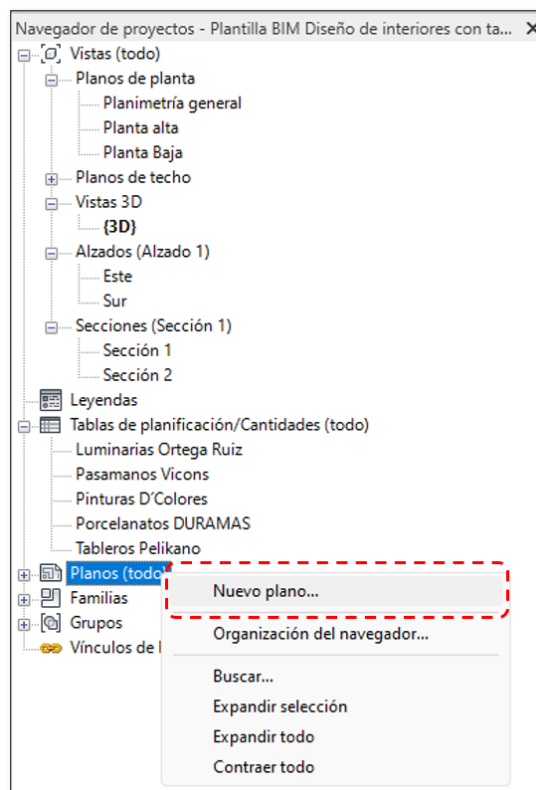 Navegador de proyectos - Plantilla BIM Diseño de interiores con ta...
Vistas (todo)
Planos de planta
Planimetría general
Planta alta
Planta Baja
Planos de techo
Vistas 3D
{3D}
Alzados (Alzado 1)
Este
Sur
Secciones (Sección 1)
Sección 1
Sección 2
Leyendas
Tablas de planificación/Cantidades (todo)
Luminarias Ortega Ruiz
Pasamanos Vicons
Pinturas D´Colores
Porcelanatos DURAMAS
Tableros Pelikano
Planos (todo)
Familias
Grupos
Vínculos de
Nuevo plano...
Organización del navegador...
Buscar...
Expandir selección
Expandir todo
Contraer todo